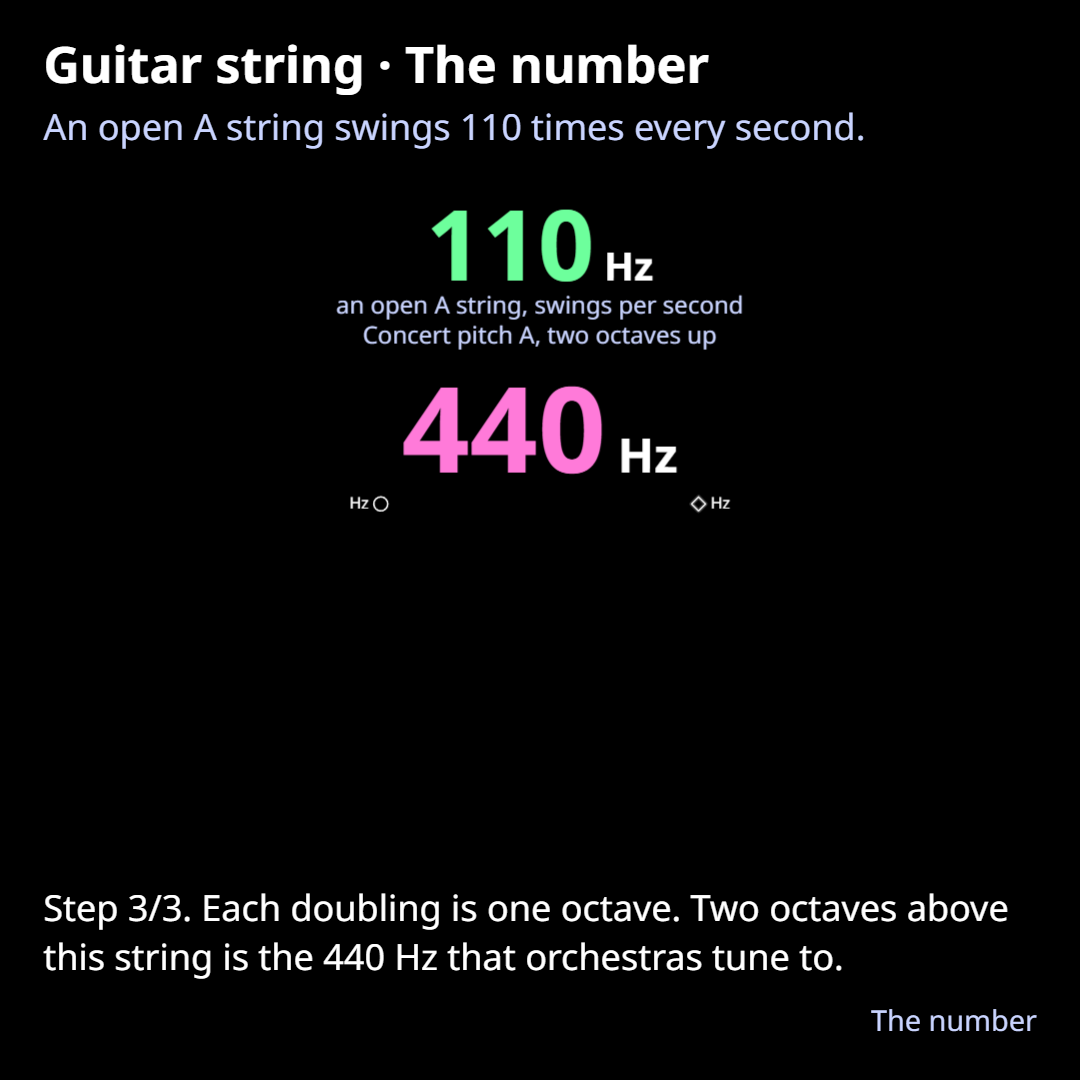 Guitar string · The number
An open A string swings 110 times every second.
110 Hz
an open A string, swings per second
Concert pitch A, two octaves up
440 Hz
Hz ○ ◇ Hz
Step 3/3. Each doubling is one octave. Two octaves above
this string is the 440 Hz that orchestras tune to.
The number